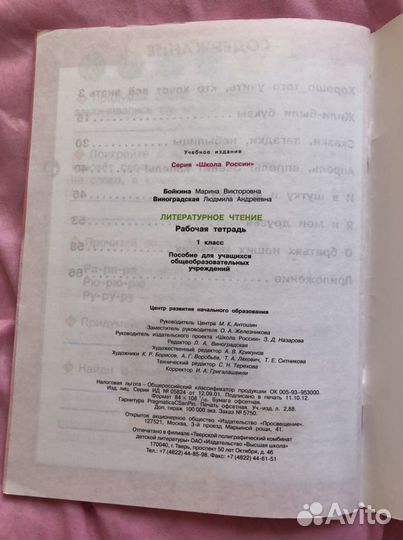 Учебное издание
Серия «Школа России»
Бойкина Марина Викторовна
Виноградская Людмила Андреевна
ЛИТЕРАТУРНОЕ ЧТЕНИЕ
Рабочая тетрадь
1 класс
Пособие для учащихся
общеобразовательных
учреждений
Центр развития начального образования
Руководитель Центра М. К. Антошин
Заместитель руководителя О. А. Железникова
Руководитель издательского проекта «Школа России» З. Д. Назарова
Редактор Л. А. Виноградская
Художественный редактор А. В. Крикунов
Художники К. Р. Борисов, А. Г. Воробьев, Т. А. Ляхович, Т. Е. Ситникова
Технический редактор С. Н. Терехова
Корректор И. А. Григалашвили
Налоговая льгота – Общероссийский классификатор продукции ОК 005-93–953000.
Изд. лиц. Серия ИД № 05824 от 12.09.01. Подписано в печать 11.10.12.
Формат 84 × 108 1/16. Бумага офсетная.
Гарнитура PragmaticaCSanPin. Печать офсетная. Уч.-изд. л. 2,88.
Доп. тираж 100 000 экз. Заказ № 5750.
Открытое акционерное общество «Издательство «Просвещение».
127521, Москва, 3-й проезд Марьиной рощи, 41.
Отпечатано в филиале «Тверской полиграфический комбинат
детской литературы» ОАО «Издательство «Высшая школа»
170040, г. Тверь, проспект 50 лет Октября, д. 46
Тел.: +7 (4822) 44-85-98. Факс: +7 (4822) 44-61-51
Avito